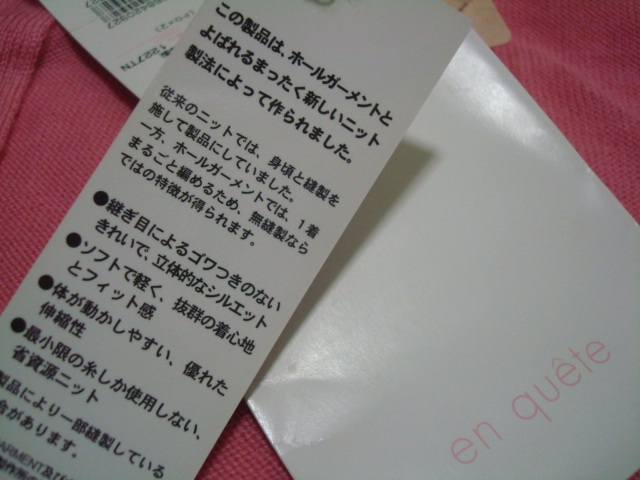 この製品は、ホールガーメントと
よばれるまったく新しいニット
製法によって作られました。
従来のニットでは、身頃と縫製を
施して製品にしていました。
一方、ホールガーメントでは、1着
まるごと編めるため、無縫製なら
ではの特徴が得られます。
●継ぎ目によるゴワつきのない
きれいで、立体的なシルエット
●ソフトで軽く、抜群の着心地
とフィット感
●体が動かしやすい、優れた
伸縮性
●最小限の糸しか使用しない、
省資源ニット
製品により一部縫製している
合があります。
ARMENT及び
en quête